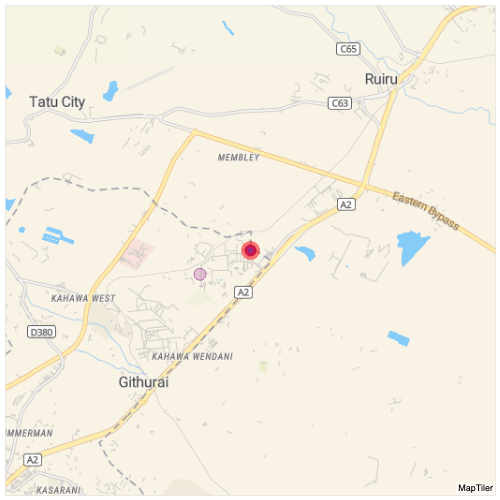 C65
Ruiru
Tatu City
C63
MEMBLEY
Eastern Bypass
A2
A2
KAHAWA WEST
D380
KAHAWA WENDANI
Githurai
A2
KASARANI
MapTiler